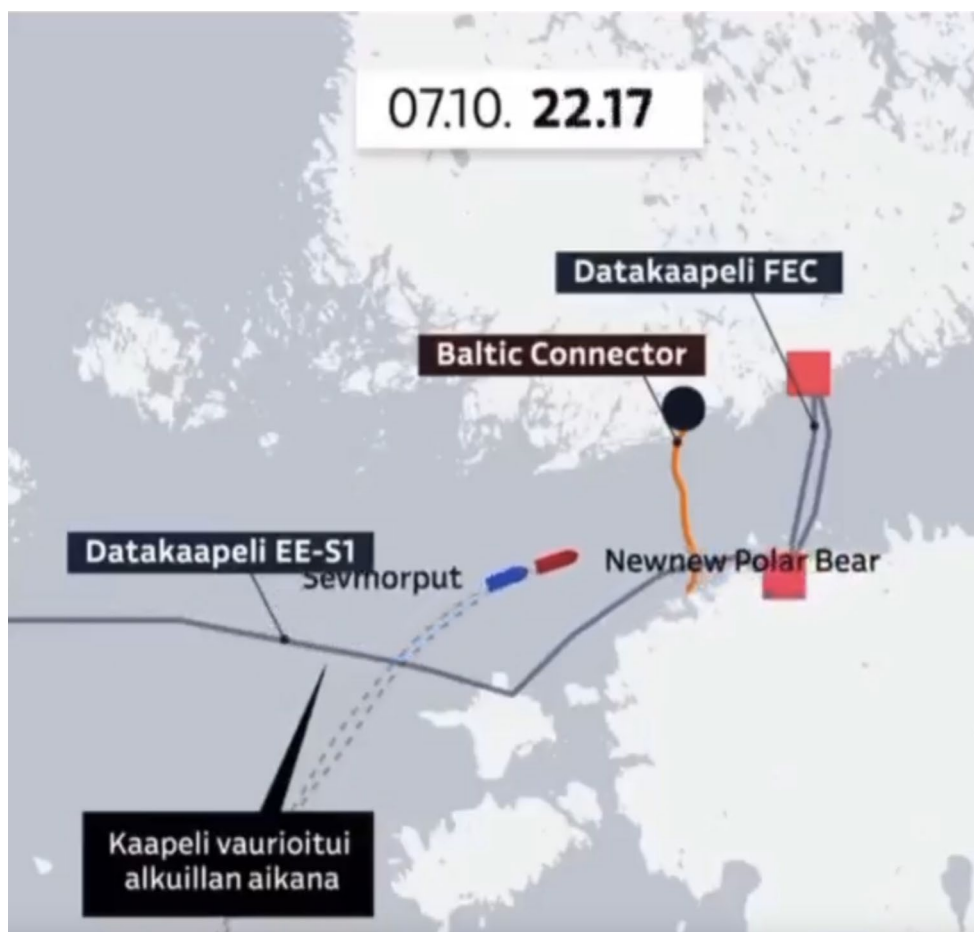 07.10. 22.17
Datakaapeli FEC
Baltic Connector
Datakaapeli EE-S1
Sevmorput
Newnew Polar Bear
Kaapeli vaurioitui
alkuillan aikana